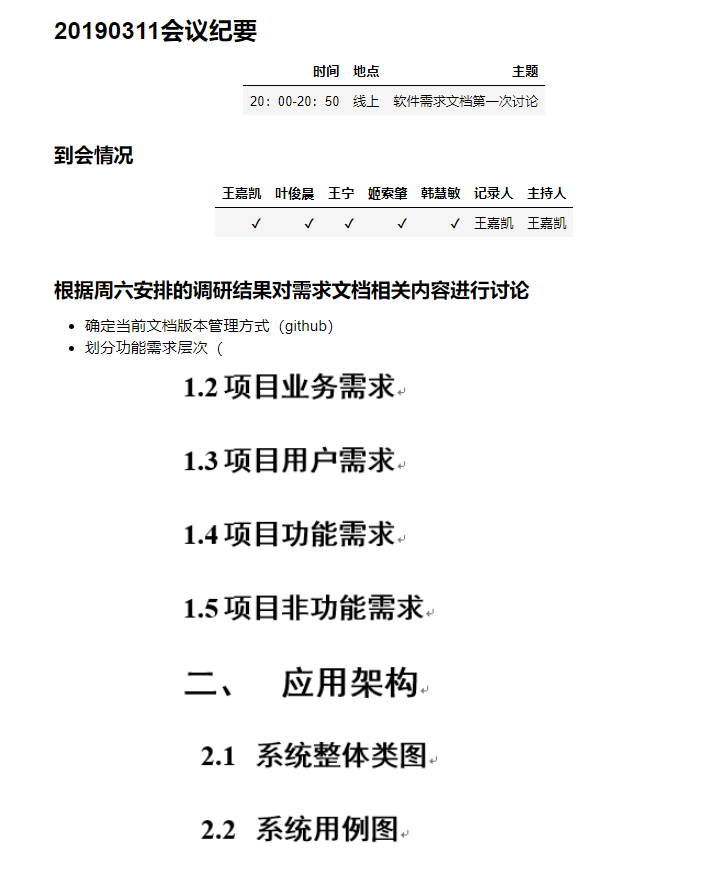 20190311会议纪要
时间 地点 主题
20：00-20：50 线上 软件需求文档第一次讨论
到会情况
王嘉凯 叶俊晨 王宁 姬索肇 韩慧敏 记录人 主持人
✓ ✓ ✓ ✓ ✓ 王嘉凯 王嘉凯
根据周六安排的调研结果对需求文档相关内容进行讨论
• 确定当前文档版本管理方式（github）
• 划分功能需求层次（
1.2 项目业务需求↵
1.3 项目用户需求↵
1.4 项目功能需求↵
1.5 项目非功能需求↵
二、 应用架构↵
2.1 系统整体类图↵
2.2 系统用例图↵